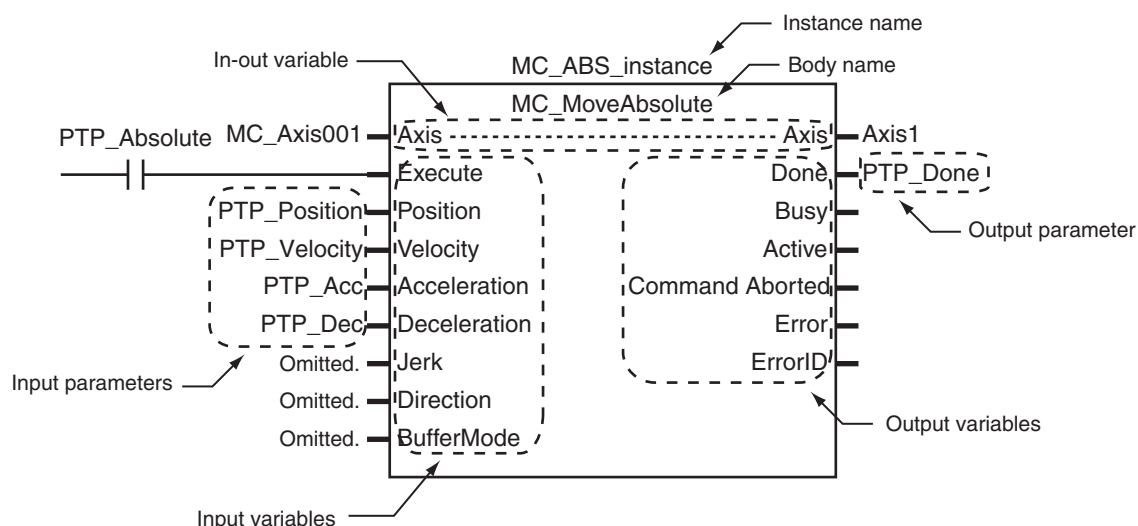 Instance name
In-out variable
MC_ABS_instance
Body name
MC_MoveAbsolute
PTP_Absolute
MC_Axis001 Axis Axis Axis1
Execute Done PTP_Done
PTP_Position Position Busy
Output parameter
PTP_Velocity Velocity Active
PTP_Acc Acceleration Command Aborted
PTP_Dec Deceleration Error
Omitted. Jerk ErrorID
Input parameters
Omitted. Direction
Output variables
Omitted. BufferMode
Input variables